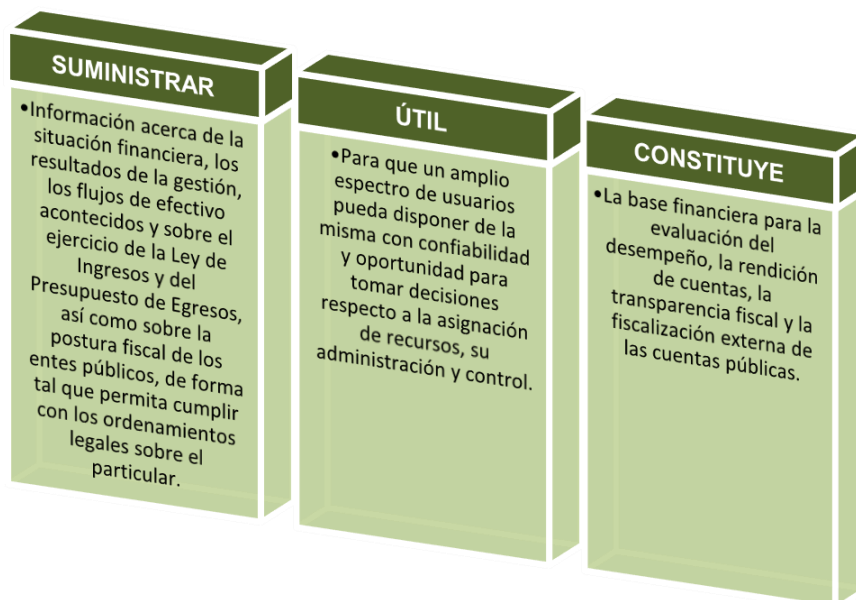 SUMINISTRAR
•Información acerca de la
situación financiera, los
resultados de la gestión,
los flujos de efectivo
acontecidos y sobre el
ejercicio de la Ley de
Ingresos y del
Presupuesto de Egresos,
así como sobre la
postura fiscal de los
entes públicos, de forma
tal que permita cumplir
con los ordenamientos
legales sobre el
particular.
ÚTIL
•Para que un amplio
espectro de usuarios
pueda disponer de la
misma con confiabilidad
y oportunidad para
tomar decisiones
respecto a la asignación
de recursos, su
administración y control.
CONSTITUYE
•La base financiera para la
evaluación del
desempeño, la rendición
de cuentas, la
transparencia fiscal y la
fiscalización externa de
las cuentas públicas.